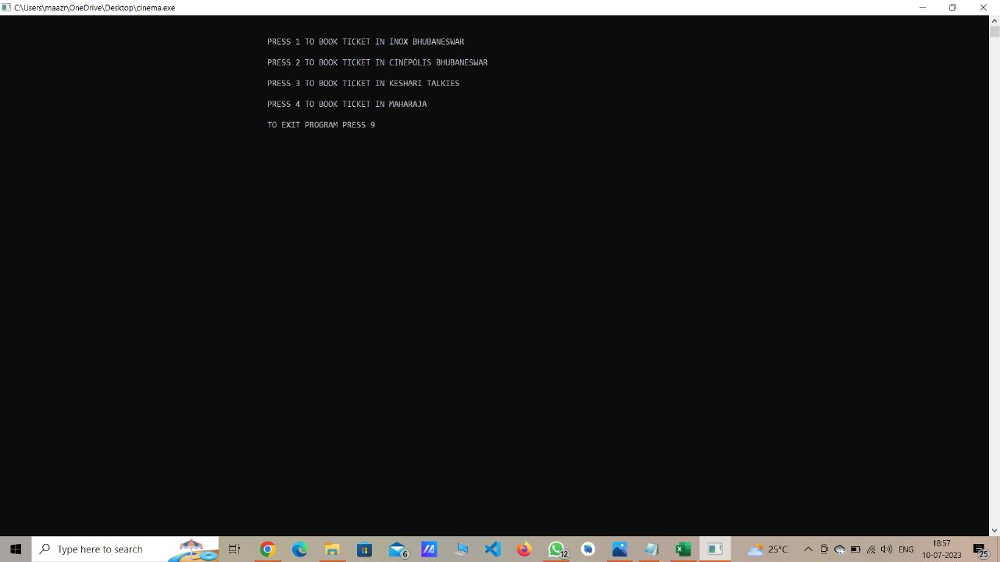 C:\Users\maazr\OneDrive\Desktop\cinema.exe
PRESS 1 TO BOOK TICKET IN INOX BHUBANESWAR
PRESS 2 TO BOOK TICKET IN CINEPOLIS BHUBANESWAR
PRESS 3 TO BOOK TICKET IN KESHARI TALKIES
PRESS 4 TO BOOK TICKET IN MAHARAJA
TO EXIT PROGRAM PRESS 9
Type here to search
6
12
25°C
ENG
18:57
10-07-2023
25